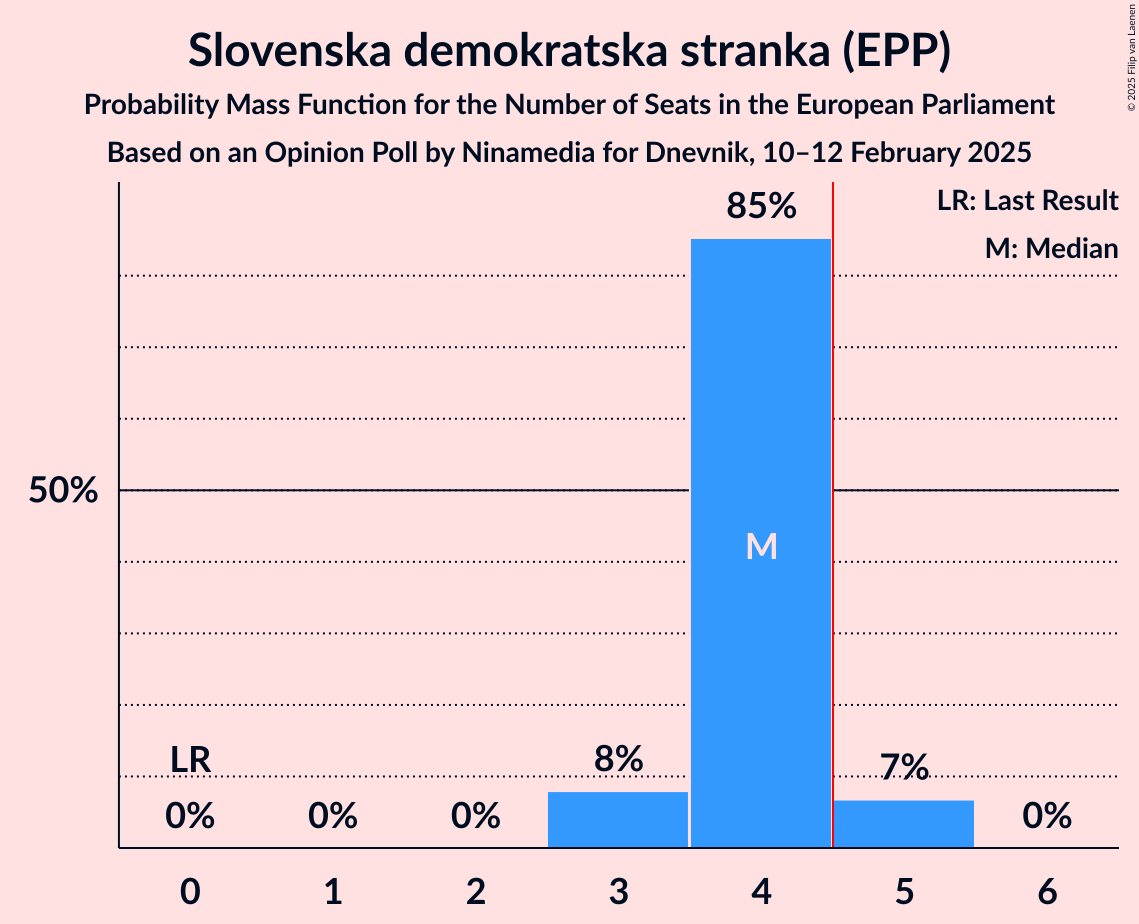 Slovenska demokratska stranka (EPP)
Probability Mass Function for the Number of Seats in the European Parliament
Based on an Opinion Poll by Ninamedia for Dnevnik, 10–12 February 2025
© 2025 Filip van Laenen
LR: Last Result
M: Median
85%
50%
M
LR
8%
7%
0%
0%
0%
0%
0
1
2
3
4
5
6